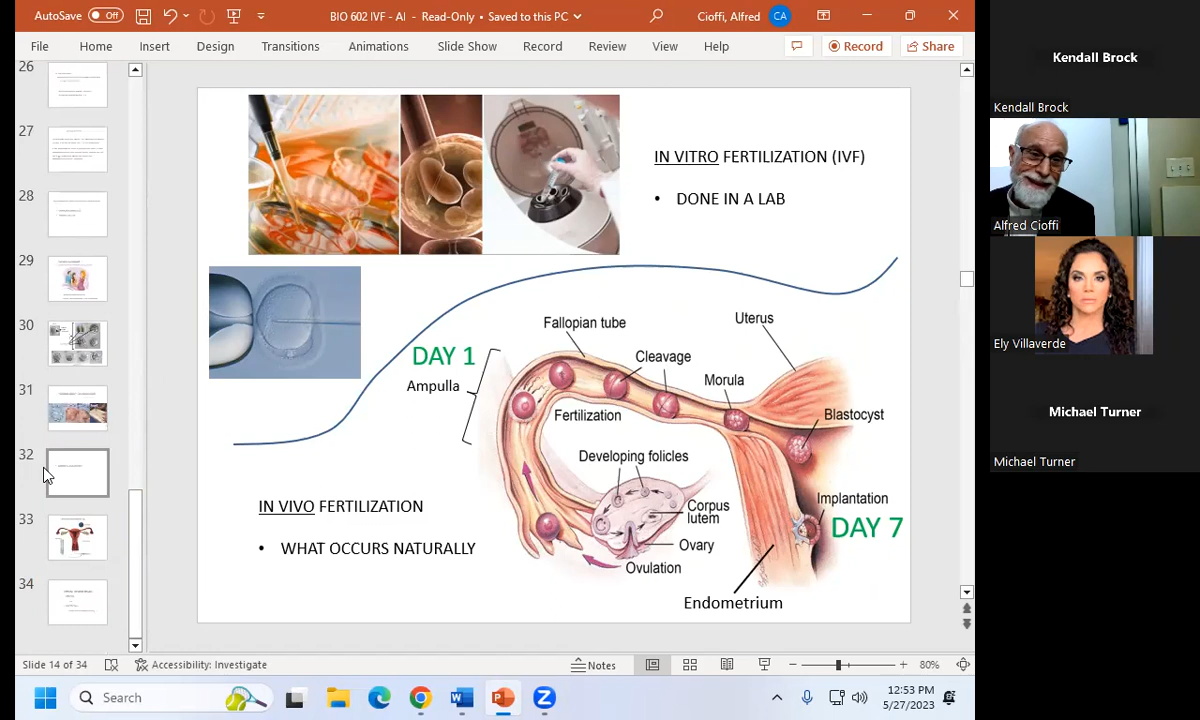 AutoSave
Off
BIO 602 IVF - AI - Read-Only • Saved to this PC
Cioffi, Alfred
CA
File Home Insert Design Transitions Animations Slide Show Record Review View Help
Record
Share
26
27
28
29
30
31
32
33
34
IN VITRO FERTILIZATION (IVF)
• DONE IN A LAB
DAY 1
Ampulla
Fallopian tube
Uterus
Cleavage
Morula
Fertilization
Blastocyst
Developing follicles
Corpus
lutem
Implantation
DAY 7
Ovary
Ovulation
Endometrium
IN VIVO FERTILIZATION
• WHAT OCCURS NATURALLY
Slide 14 of 34
Accessibility: Investigate
Notes
80%
Search
12:53 PM
5/27/2023
Kendall Brock
Kendall Brock
Alfred Cioffi
Ely Villaverde
Michael Turner
Michael Turner